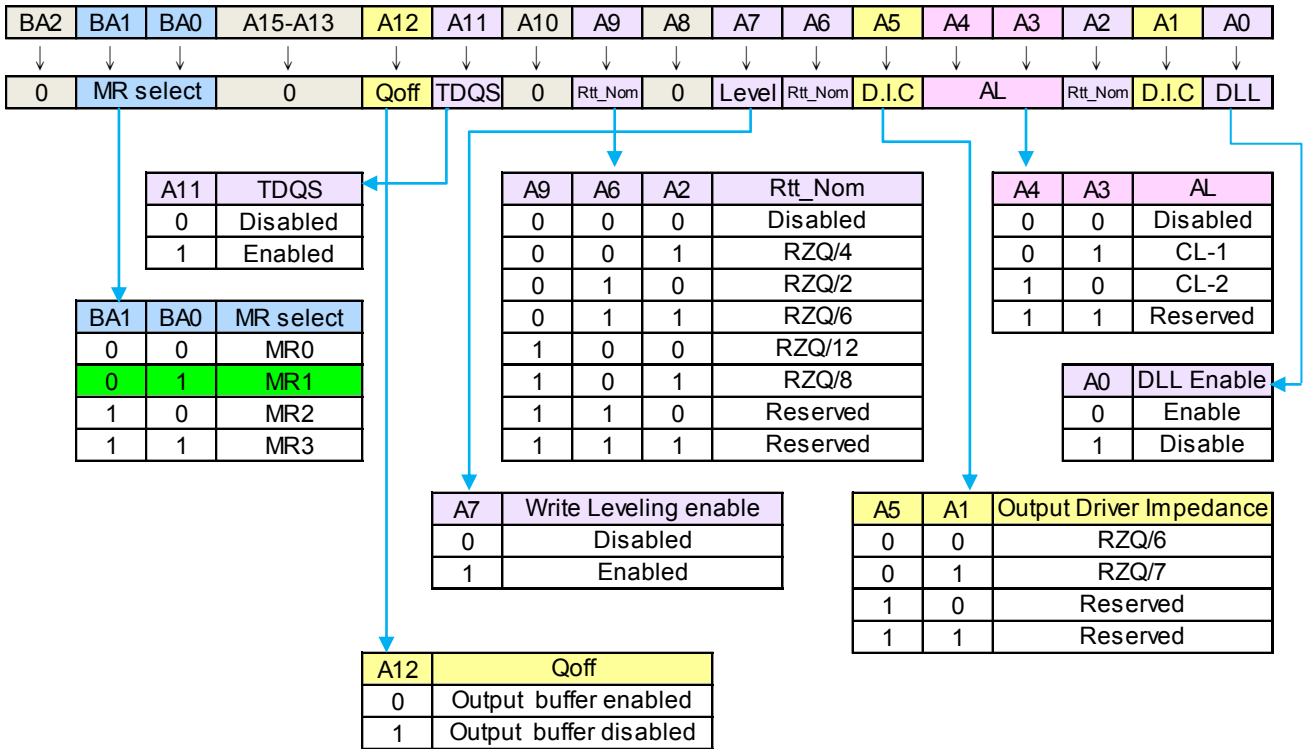 BA2 BA1 BA0 A15-A13 A12 A11 A10 A9 A8 A7 A6 A5 A4 A3 A2 A1 A0
0 MR select 0 Qoff TDQS 0 Rtt_Nom 0 Level Rtt_Nom D.I.C AL Rtt_Nom D.I.C DLL
A11 TDQS
0 Disabled
1 Enabled
A9 A6 A2 Rtt_Nom
0 0 0 Disabled
0 0 1 RZQ/4
0 1 0 RZQ/2
0 1 1 RZQ/6
1 0 0 RZQ/12
1 0 1 RZQ/8
1 1 0 Reserved
1 1 1 Reserved
A4 A3 AL
0 0 Disabled
0 1 CL-1
1 0 CL-2
1 1 Reserved
BA1 BA0 MR select
0 0 MR0
0 1 MR1
1 0 MR2
1 1 MR3
A0 DLL Enable
0 Enable
1 Disable
A7 Write Leveling enable
0 Disabled
1 Enabled
A5 A1 Output Driver Impedance
0 0 RZQ/6
0 1 RZQ/7
1 0 Reserved
1 1 Reserved
A12 Qoff
0 Output buffer enabled
1 Output buffer disabled